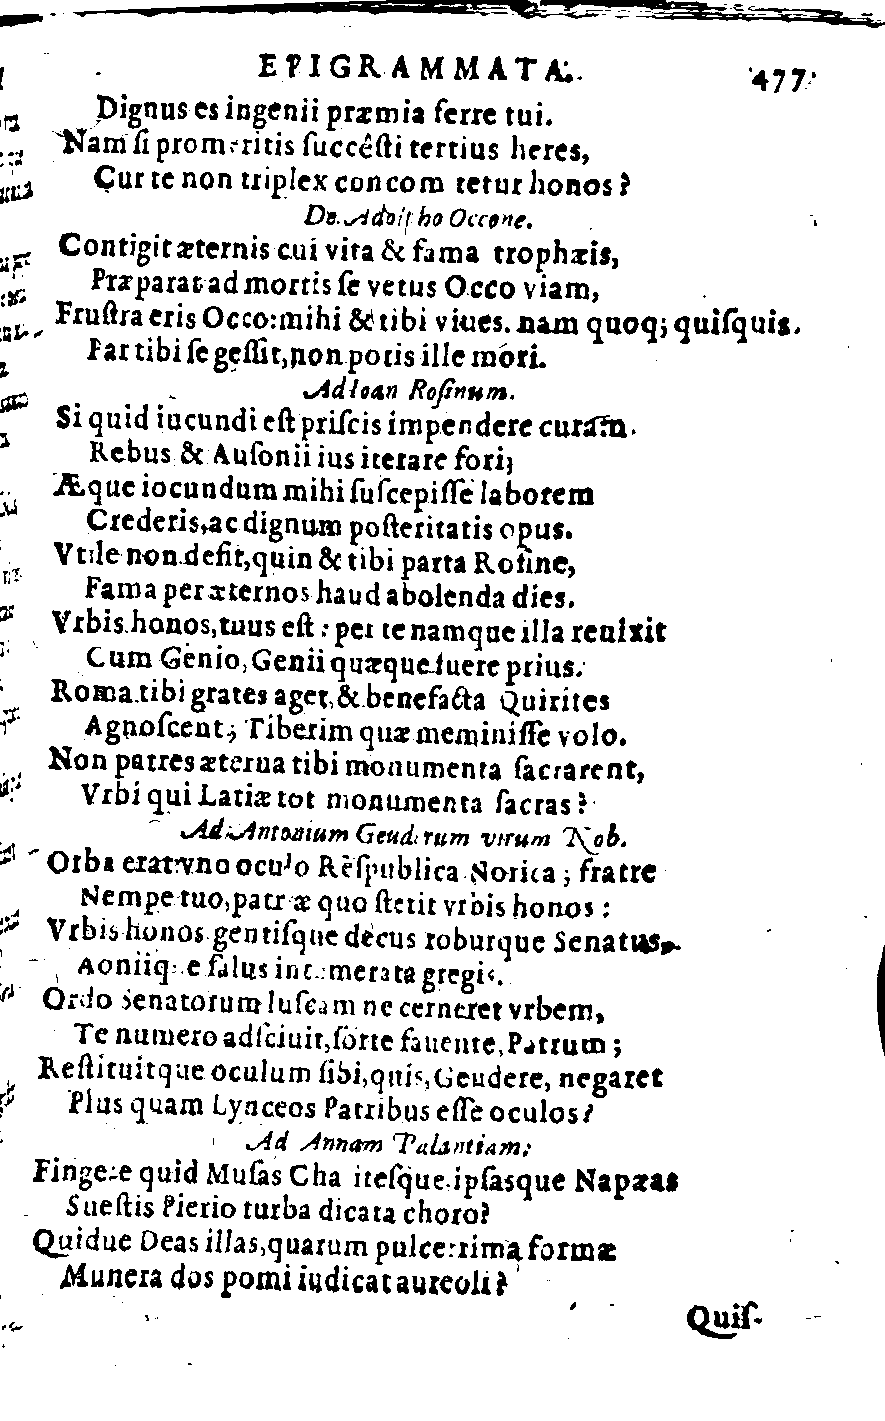 EPIGRAMMATA. 477
Dignus es ingenii præmia ferre tui.
Nam si promeritis succêsti tertius heres,
Cur te non triplex concomtetur honos?
De Adolpho Occone.
Contigit æternis cui vita & fama trophæis,
Præparat ad mortis se vetus Occo viam,
Frustra eris Occo: mihi & tibi viues. nam quoq; quisquis.
Par tibi se gessit, non potis ille mori.
Ad Ioan Rosinum.
Si quid iucundi est priscis impendere curam.
Rebus & Ausonii ius iterare fori;
Æque iocundum mihi suscepisse laborem
Crederis, ac dignum posteritatis opus.
Vtile non desit, quin & tibi parta Rosine,
Fama per æternos haud abolenda dies.
Vrbis honos, tuus est: per te namque illa reuixit
Cum Genio, Genii quæque fuere prius.
Roma tibi grates aget, & benefacta Quirites
Agnoscent; Tiberim quæ meminisse volo.
Non patres æterna tibi monumenta sacrarent,
Vrbi qui Latiæ tot monumenta sacras?
Ad Antonium Geuderum virum Nob.
Orba erat vno oculo Rèspublica Norica; fratre
Nempe tuo, patriæ quo stetit vrbis honos:
Vrbis honos gentisque decus roburque Senatus,
Aoniique salus intemerata gregis.
Ordo Senatorum luscam ne cerneret vrbem,
Te numero adsciuit, sorte fauente, Patrum;
Restituitque oculum sibi, quis, Geudere, negaret
Plus quam Lynceos Patribus esse oculos?
Ad Annam Palantiam:
Fingere quid Musas Charitesque ipsasque Napæas
Suestis Pierio turba dicata choro?
Quidue Deas illas, quarum pulcerrima formæ
Munera dos pomi iudicat aureoli?
Quis-